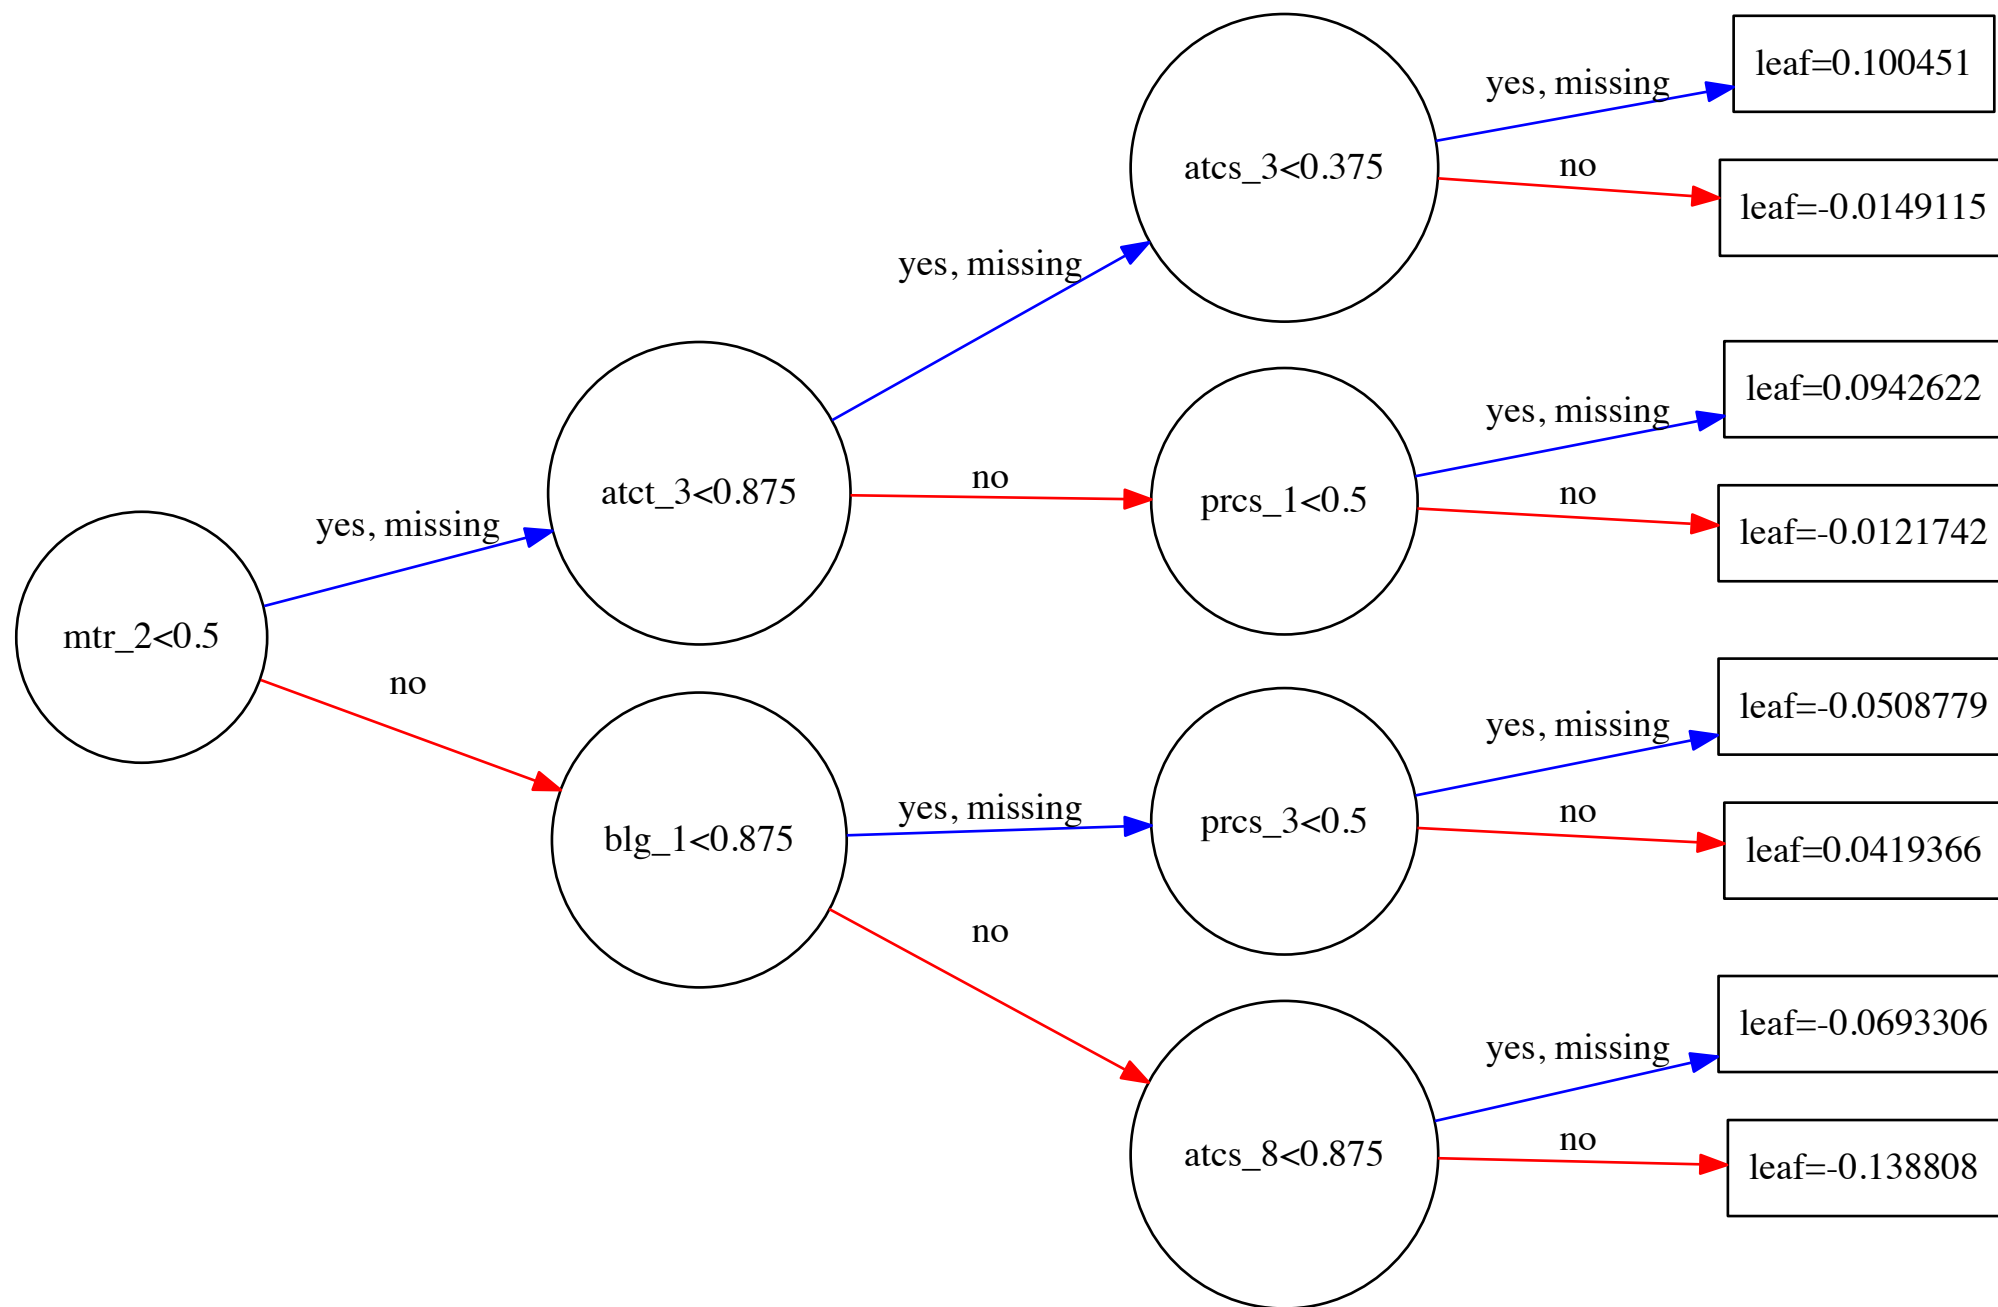 mtr_2<0.5
yes, missing
no
atct_3<0.875
blg_1<0.875
yes, missing
no
yes, missing
no
atcs_3<0.375
prcs_1<0.5
prcs_3<0.5
atcs_8<0.875
yes, missing
no
yes, missing
no
yes, missing
no
yes, missing
no
leaf=0.100451
leaf=-0.0149115
leaf=0.0942622
leaf=-0.0121742
leaf=-0.0508779
leaf=0.0419366
leaf=-0.0693306
leaf=-0.138808